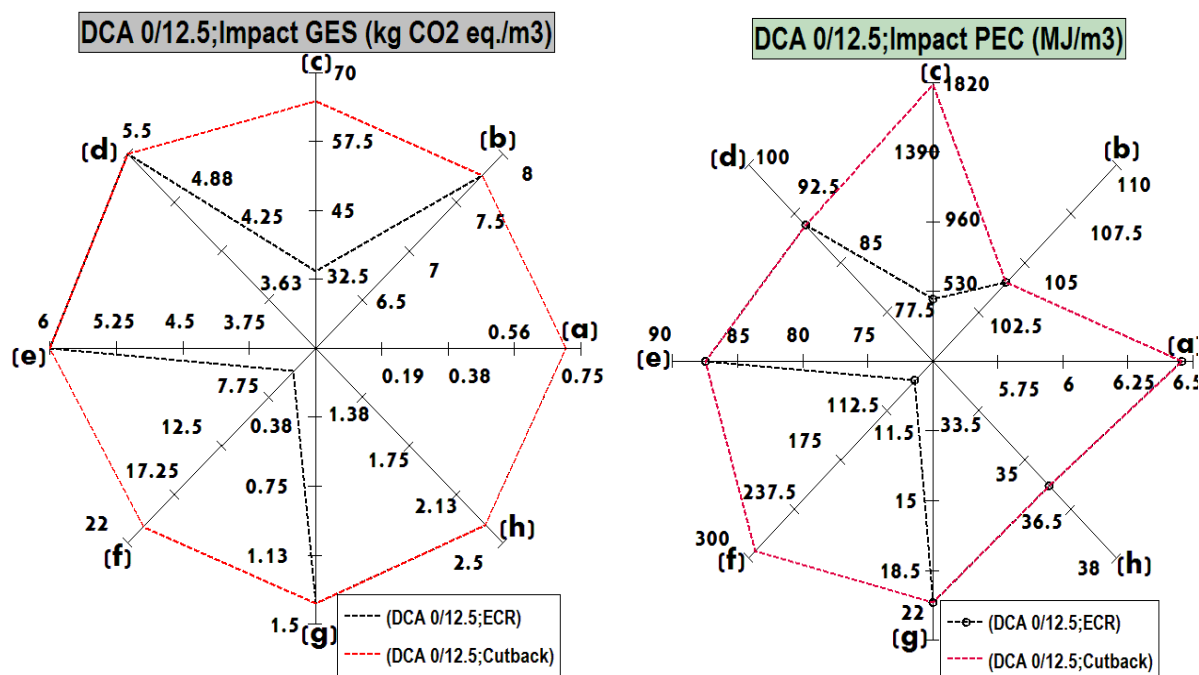 DCA 0/12.5;Impact GES (kg CO2 eq./m3)
(c)
70
57.5
45
32.5
(b)
8
7.5
7
6.5
(d)
5.5
4.88
4.25
3.63
(a)
0.56
0.19
0.38
0.75
6
5.25
4.5
3.75
(e)
7.75
12.5
17.25
22
(f)
0.38
0.75
1.13
1.5
(g)
1.38
1.75
2.13
2.5
(h)
(DCA 0/12.5;ECR)
(DCA 0/12.5;Cutback)
DCA 0/12.5;Impact PEC (MJ/m3)
(c)
1820
1390
960
530
(b)
110
107.5
105
102.5
(d)
100
92.5
85
77.5
(a)
5.75
6
6.25
6.5
90
85
80
75
(e)
112.5
175
237.5
300
(f)
11.5
15
18.5
22
(g)
33.5
35
36.5
38
(h)
(DCA 0/12.5;ECR)
(DCA 0/12.5;Cutback)